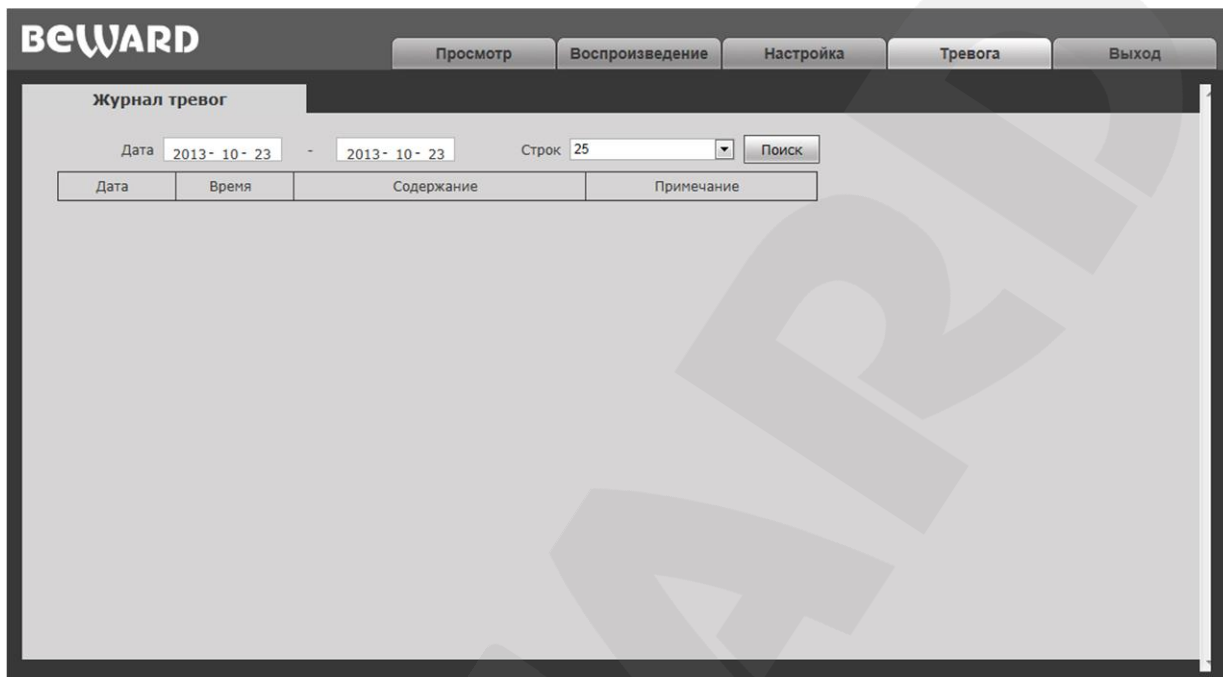 BEWARD
Просмотр Воспроизведение Настройка Тревога Выход
Журнал тревог
Дата 2013- 10- 23 - 2013- 10- 23 Строк 25 Поиск
Дата Время Содержание Примечание